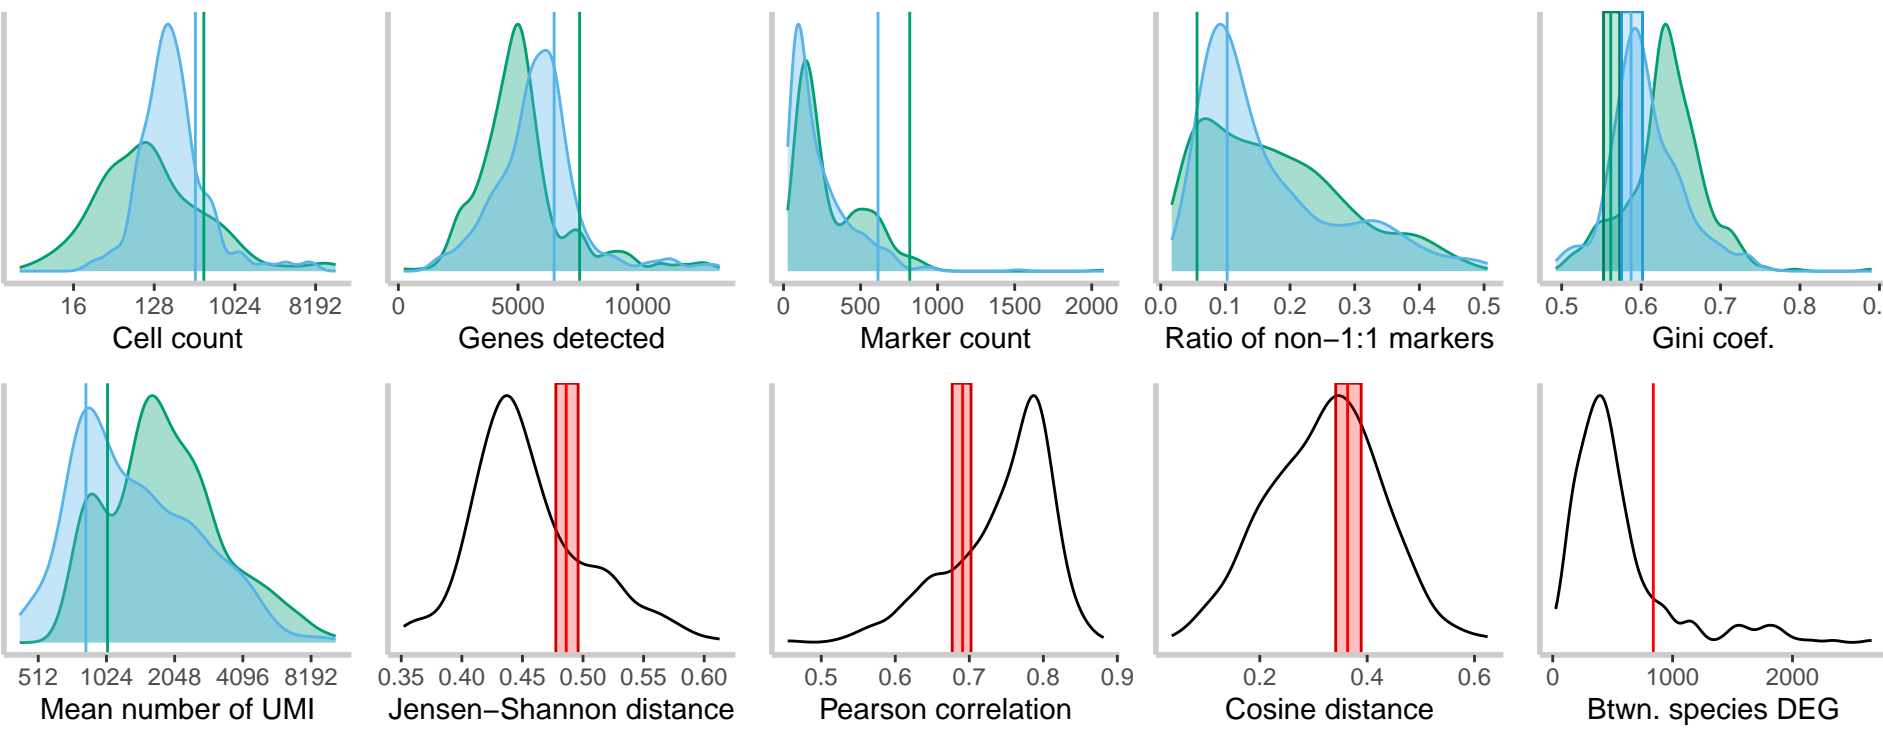 16 128 1024 8192
Cell count
0 5000 10000
Genes detected
0 500 1000 1500 2000
Marker count
0.0 0.1 0.2 0.3 0.4 0.5
Ratio of non−1:1 markers
0.5 0.6 0.7 0.8 0.
Gini coef.
512 1024 2048 4096 8192
Mean number of UMI
0.35 0.40 0.45 0.50 0.55 0.60
Jensen−Shannon distance
0.5 0.6 0.7 0.8 0.9
Pearson correlation
0.2 0.4 0.6
Cosine distance
0 1000 2000
Btwn. species DEG